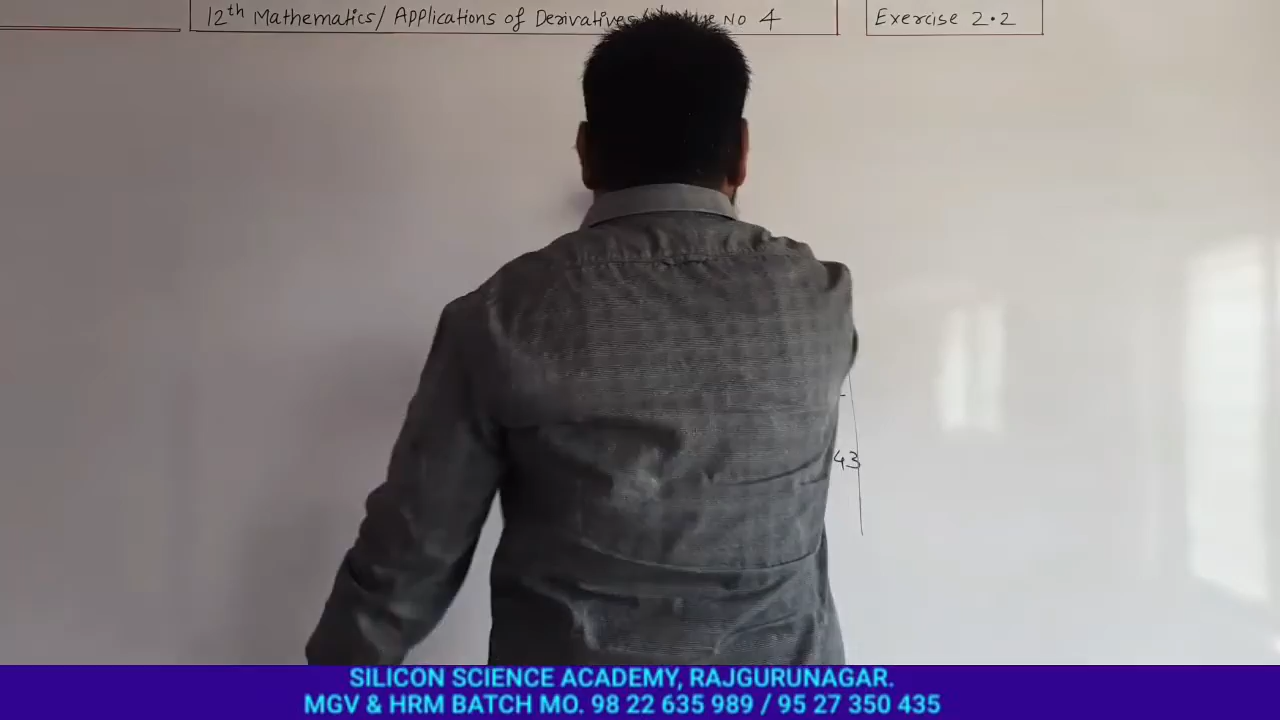 12th Mathematics/ Applications of Derivatives No 4
Exercise 2.2
43
SILICON SCIENCE ACADEMY, RAJGURUNAGAR.
MGV & HRM BATCH MO. 98 22 635 989 / 95 27 350 435